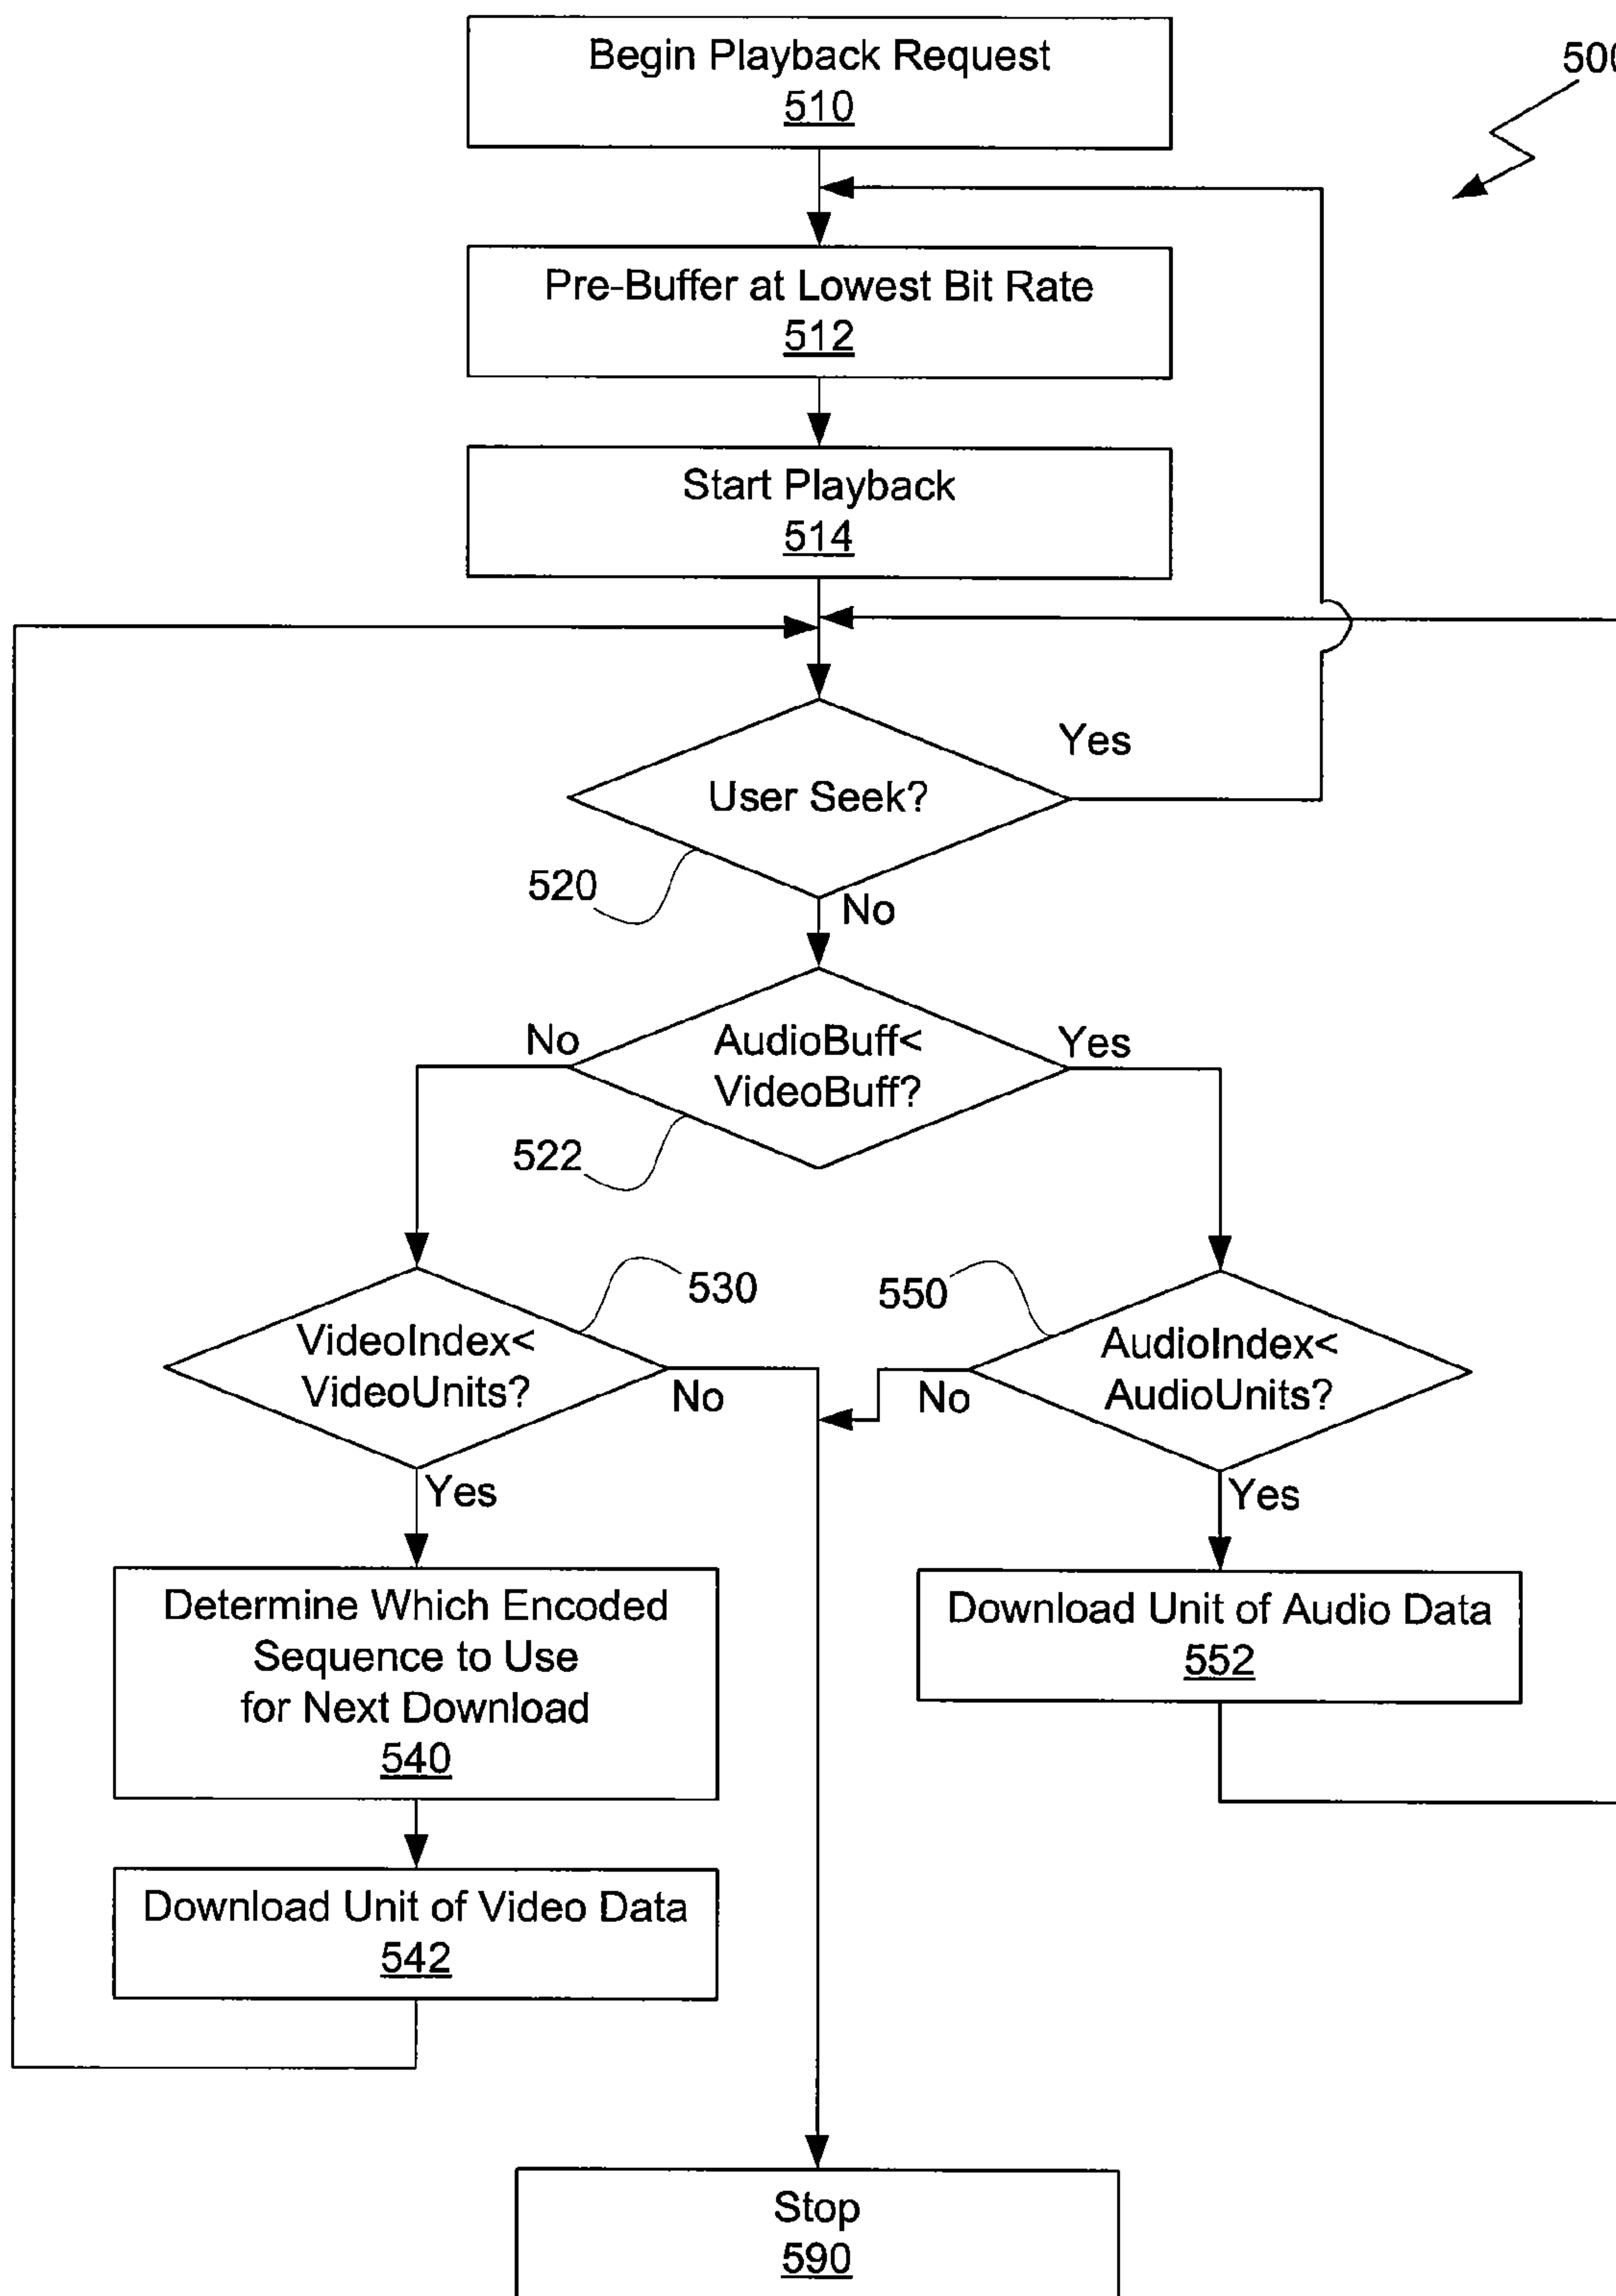 Begin Playback Request
510
500
Pre-Buffer at Lowest Bit Rate
512
Start Playback
514
User Seek?
Yes
520
No
AudioBuff<
VideoBuff?
No
Yes
522
VideoIndex<
VideoUnits?
530
No
Yes
550
AudioIndex<
AudioUnits?
No
Yes
Determine Which Encoded
Sequence to Use
for Next Download
540
Download Unit of Audio Data
552
Download Unit of Video Data
542
Stop
590